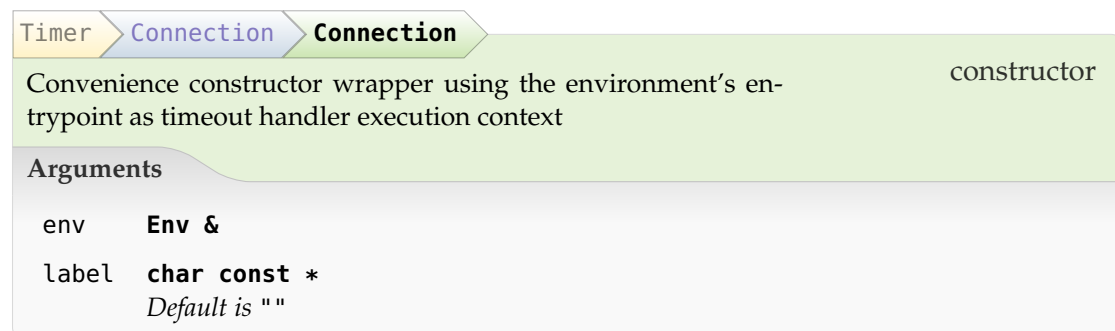 Timer Connection Connection
constructor
Convenience constructor wrapper using the environment's en-
trypoint as timeout handler execution context
Arguments
env Env &
label char const *
Default is ""